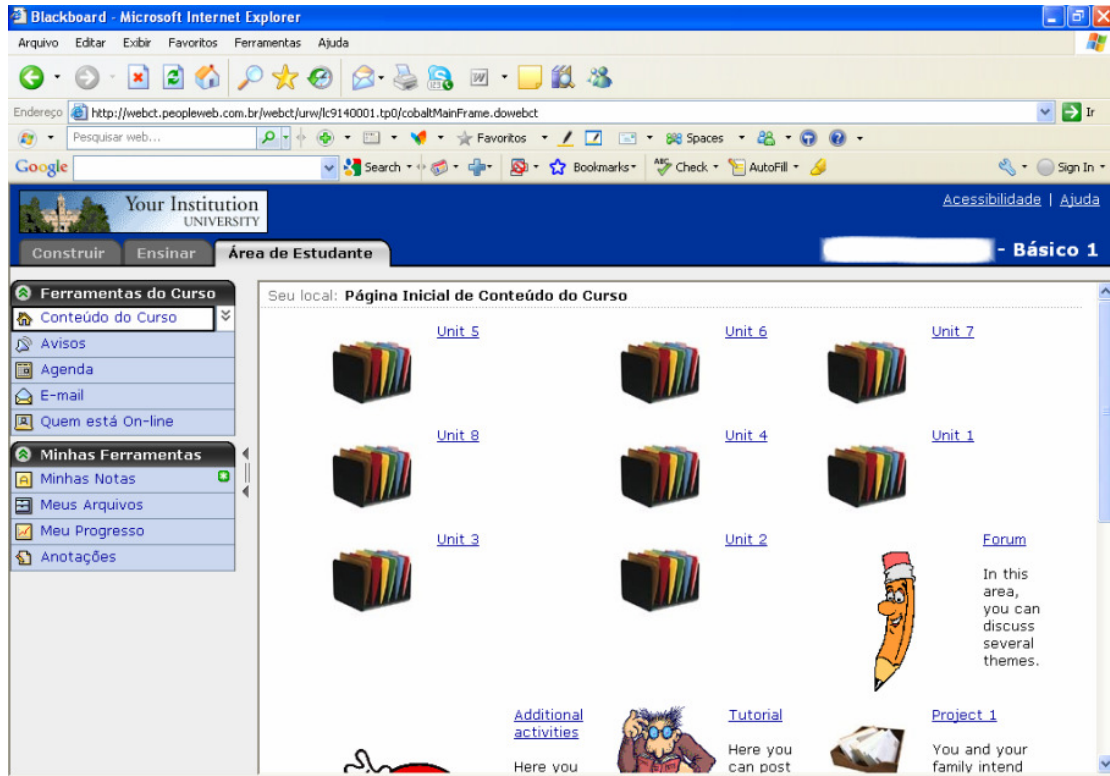 Blackboard - Microsoft Internet Explorer
Arquivo Editar Exibir Favoritos Ferramentas Ajuda
Endereço http://webct.peopleweb.com.br/webct/urw/lc9140001.tp0/cobaltMainFrame.dowebct Ir
Pesquisar web... Favoritos Spaces
Google Search Bookmarks Check AutoFill Sign In
Your Institution
UNIVERSITY
Acessibilidade | Ajuda
Construir Ensinar Área de Estudante - Básico 1
Ferramentas do Curso
Conteúdo do Curso
Avisos
Agenda
E-mail
Quem está On-line
Minhas Ferramentas
Minhas Notas
Meus Arquivos
Meu Progresso
Anotações
Seu local: Página Inicial de Conteúdo do Curso
Unit 5 Unit 6 Unit 7
Unit 8 Unit 4 Unit 1
Unit 3 Unit 2 Forum
In this
area,
you can
discuss
several
themes.
Additional
activities
Here you
Tutorial
Here you
can post
Project 1
You and your
family intend